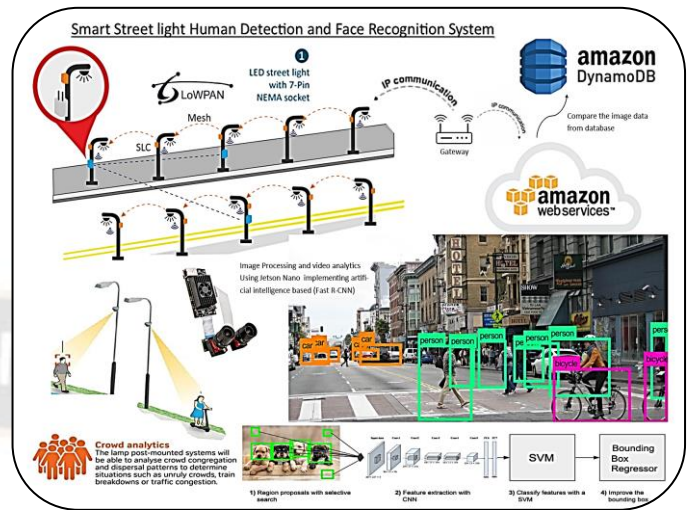 Smart Street light Human Detection and Face Recognition System
1
LED street light
with 7-Pin
NEMA socket
6LoWPAN
Mesh
SLC
IP communication
IP communication
Gateway
amazon
DynamoDB
Compare the image data
from database
amazon
webservices™
Image Processing and video analytics
Using Jetson Nano implementing artifi-
cial intelligence based (Fast R-CNN)
HOTEL
car
car
car
person
person
person
person
person
bicycle
bicycle
Crowd analytics
The lamp post-mounted systems will
be able to analyse crowd congregation
and dispersal patterns to determine
situations such as unruly crowds, train
breakdowns or traffic congestion.
SVM
Bounding
Box
Regressor
1) Region proposals with selective
search
2) Feature extraction with
CNN
3) Classify features with a
SVM
4) Improve the
bounding box